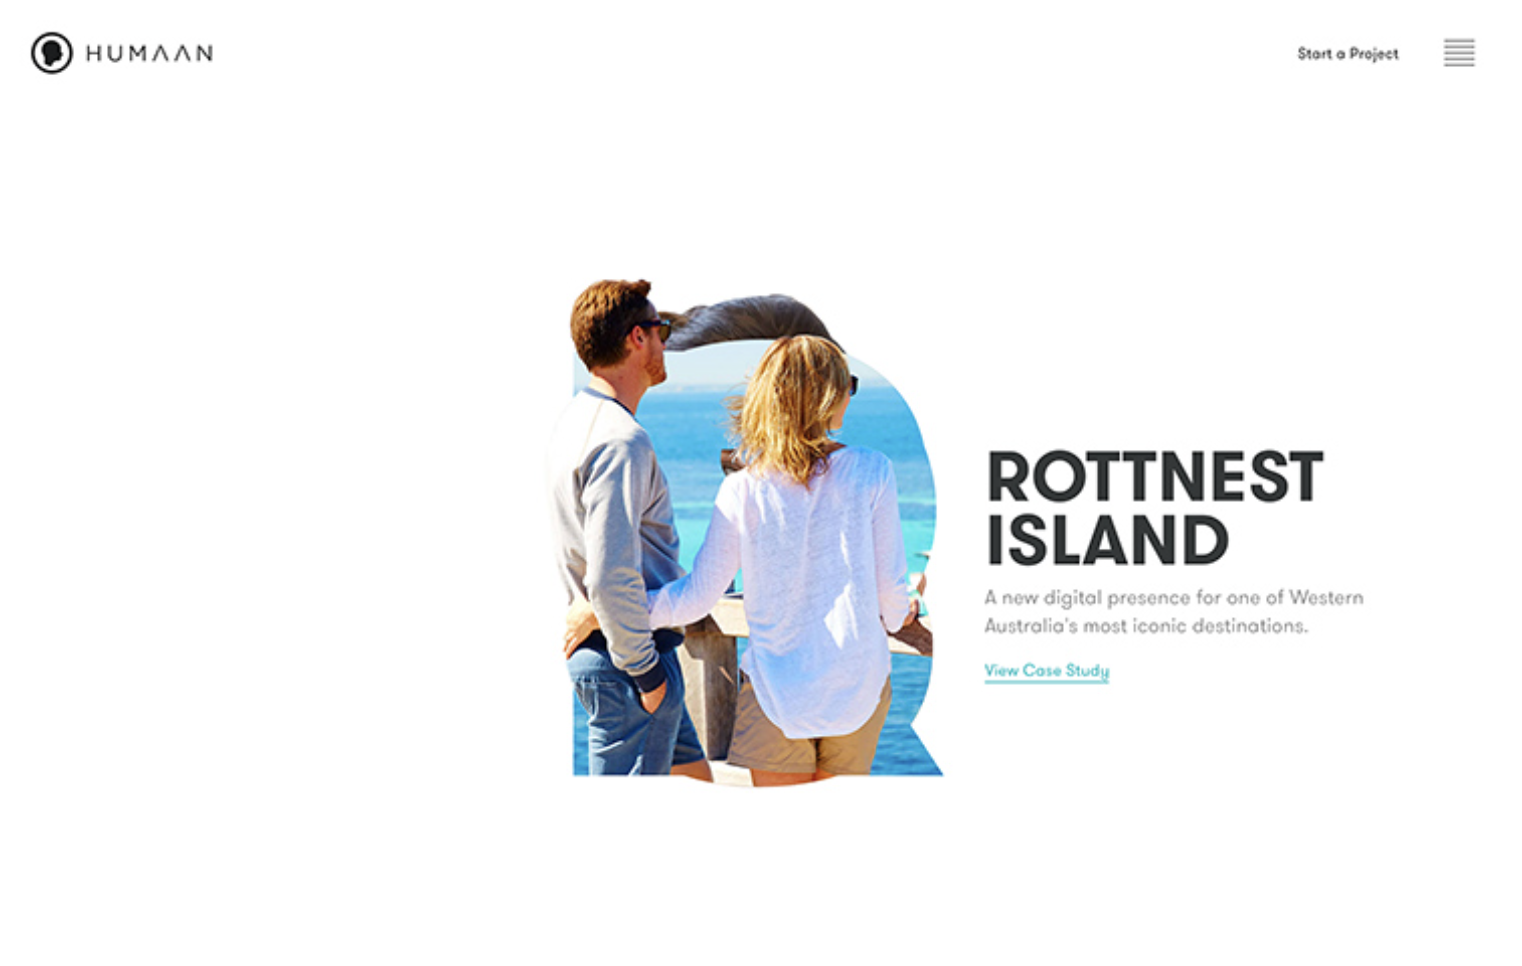 HUMAAN
Start a Project
ROTTNEST
ISLAND
A new digital presence for one of Western
Australia's most iconic destinations.
View Case Study